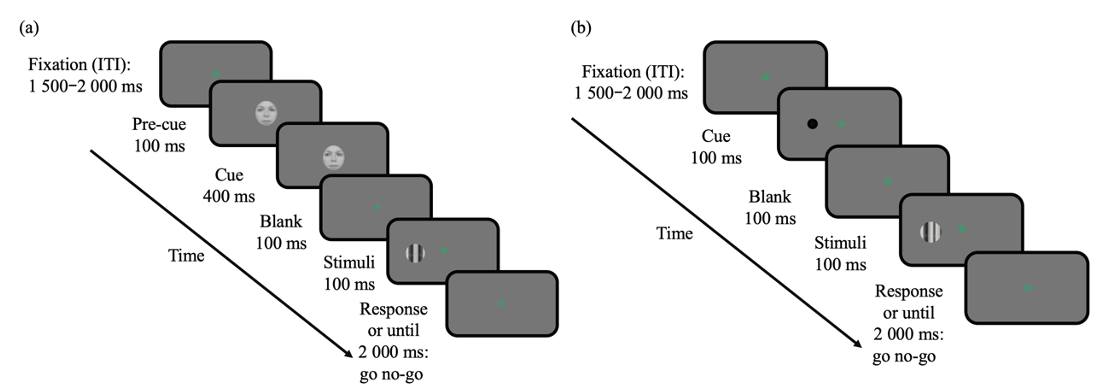 (a)
Fixation (ITI):
1 500−2 000 ms
Pre-cue
100 ms
Cue
400 ms
Blank
100 ms
Time
Stimuli
100 ms
Response
or until
2 000 ms:
go no-go
(b)
Fixation (ITI):
1 500−2 000 ms
Cue
100 ms
Blank
100 ms
Time
Stimuli
100 ms
Response
or until
2 000 ms:
go no-go